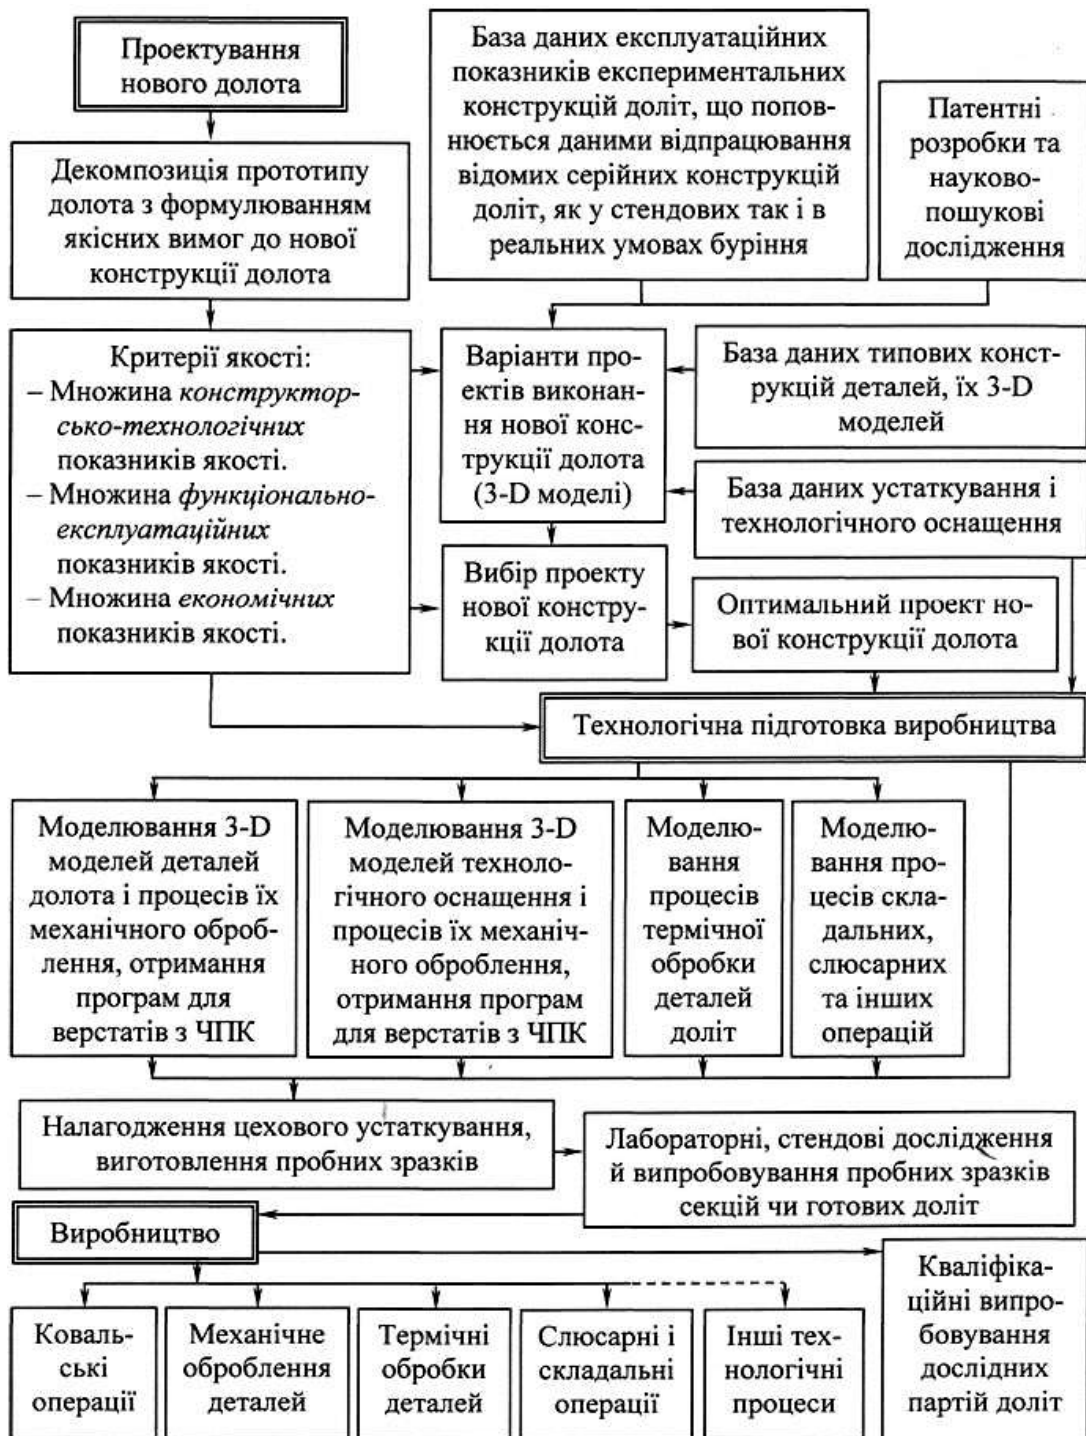 Проектування
нового долота
База даних експлуатаційних
показників експериментальних
конструкцій доліт, що попов-
нюється даними відпрацювання
відомих серійних конструкцій
доліт, як у стендових так і в
реальних умовах буріння
Патентні
розробки та
науково-
пошукові
дослідження
Декомпозиція прототипу
долота з формулюванням
якісних вимог до нової
конструкції долота
Критерії якості:
– Множина конструктор-
сько-технологічних
показників якості.
– Множина функціонально-
експлуатаційних
показників якості.
– Множина економічних
показників якості.
Варіанти про-
ектів виконан-
ня нової конс-
трукції долота
(3-D моделі)
База даних типових конст-
рукцій деталей, їх 3-D
моделей
База даних устаткування і
технологічного оснащення
Вибір проекту
нової констру-
кції долота
Оптимальний проект но-
вої конструкції долота
Технологічна підготовка виробництва
Моделювання 3-D
моделей деталей
долота і процесів їх
механічного оброб-
лення, отримання
програм для
верстатів з ЧПК
Моделювання 3-D
моделей техноло-
гічного оснащення і
процесів їх механіч-
ного оброблення,
отримання програм
для верстатів з ЧПК
Моделю-
вання
процесів
термічної
обробки
деталей
доліт
Моделю-
вання про-
цесів скла-
дальних,
слюсарних
та інших
операцій
Налагодження цехового устаткування,
виготовлення пробних зразків
Лабораторні, стендові дослідження
й випробовування пробних зразків
секцій чи готових доліт
Виробництво
Коваль-
ські
операції
Механічне
оброблення
деталей
Термічні
обробки
деталей
Слюсарні і
складальні
операції
Інші тех-
нологічні
процеси
Кваліфіка-
ційні випро-
бовування
дослідних
партій доліт